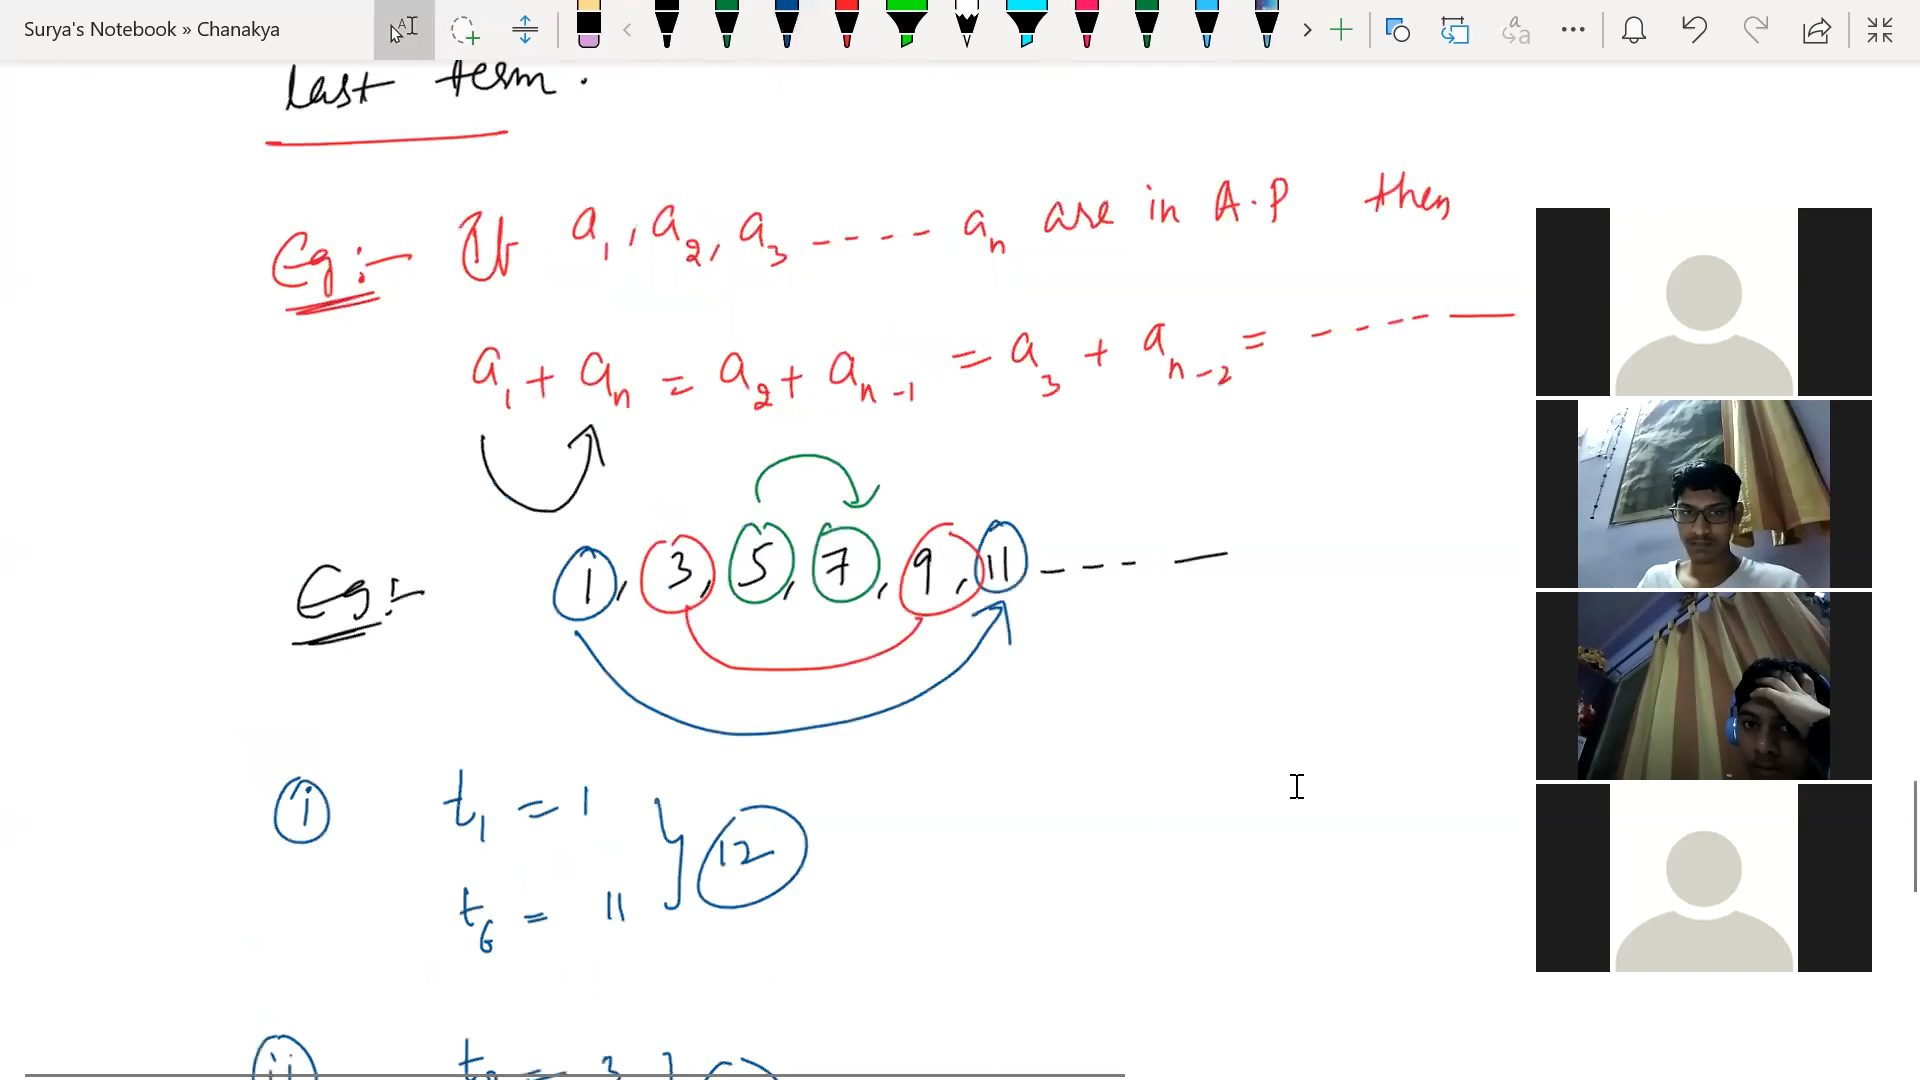 Surya's Notebook » Chanakya
last term.
Eg:- If a₁, a₂, a₃ ---- aₙ are in A.P then
a₁ + aₙ = a₂ + aₙ₋₁ = a₃ + aₙ₋₂ = -----
Eg:- 1, 3, 5, 7, 9, 11 ----
i t₁ = 1
12
t₆ = 11
ii